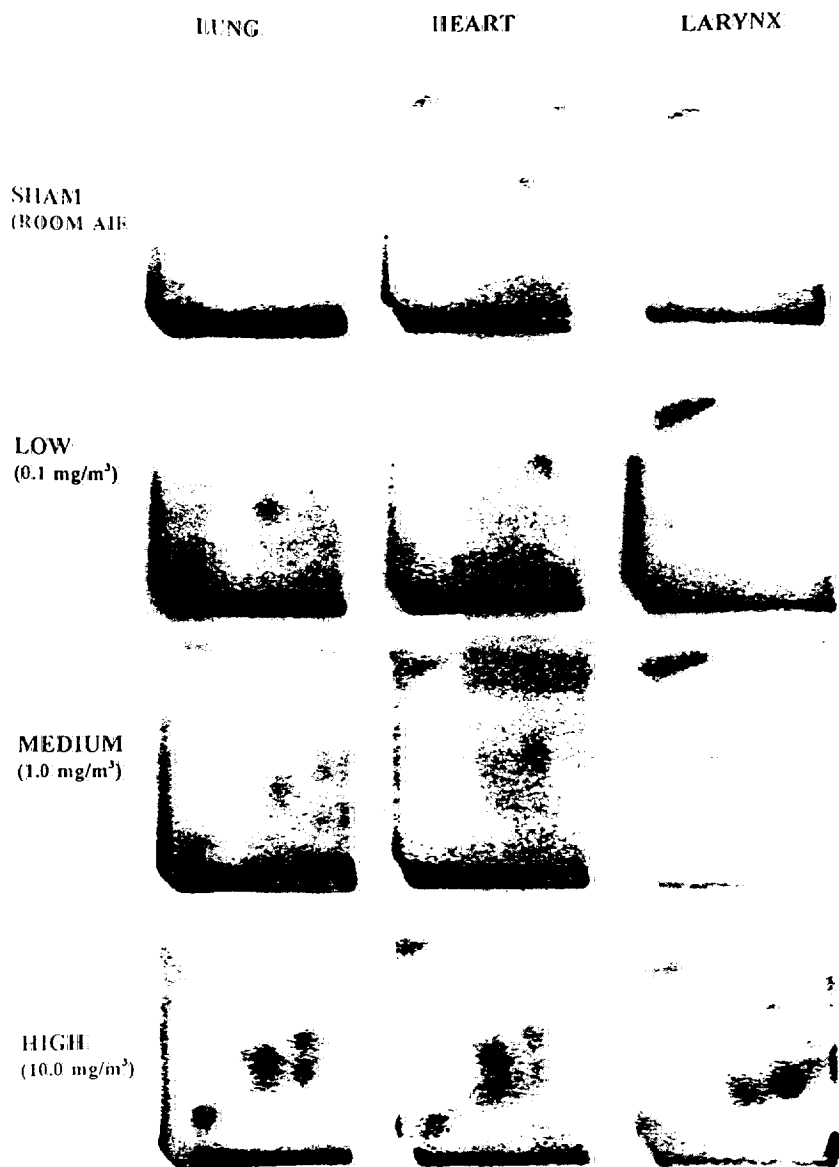 LUNG HEART LARYNX
SHAM
(ROOM AIR
LOW
(0.1 mg/m³)
MEDIUM
(1.0 mg/m³)
HIGH
(10.0 mg/m³)